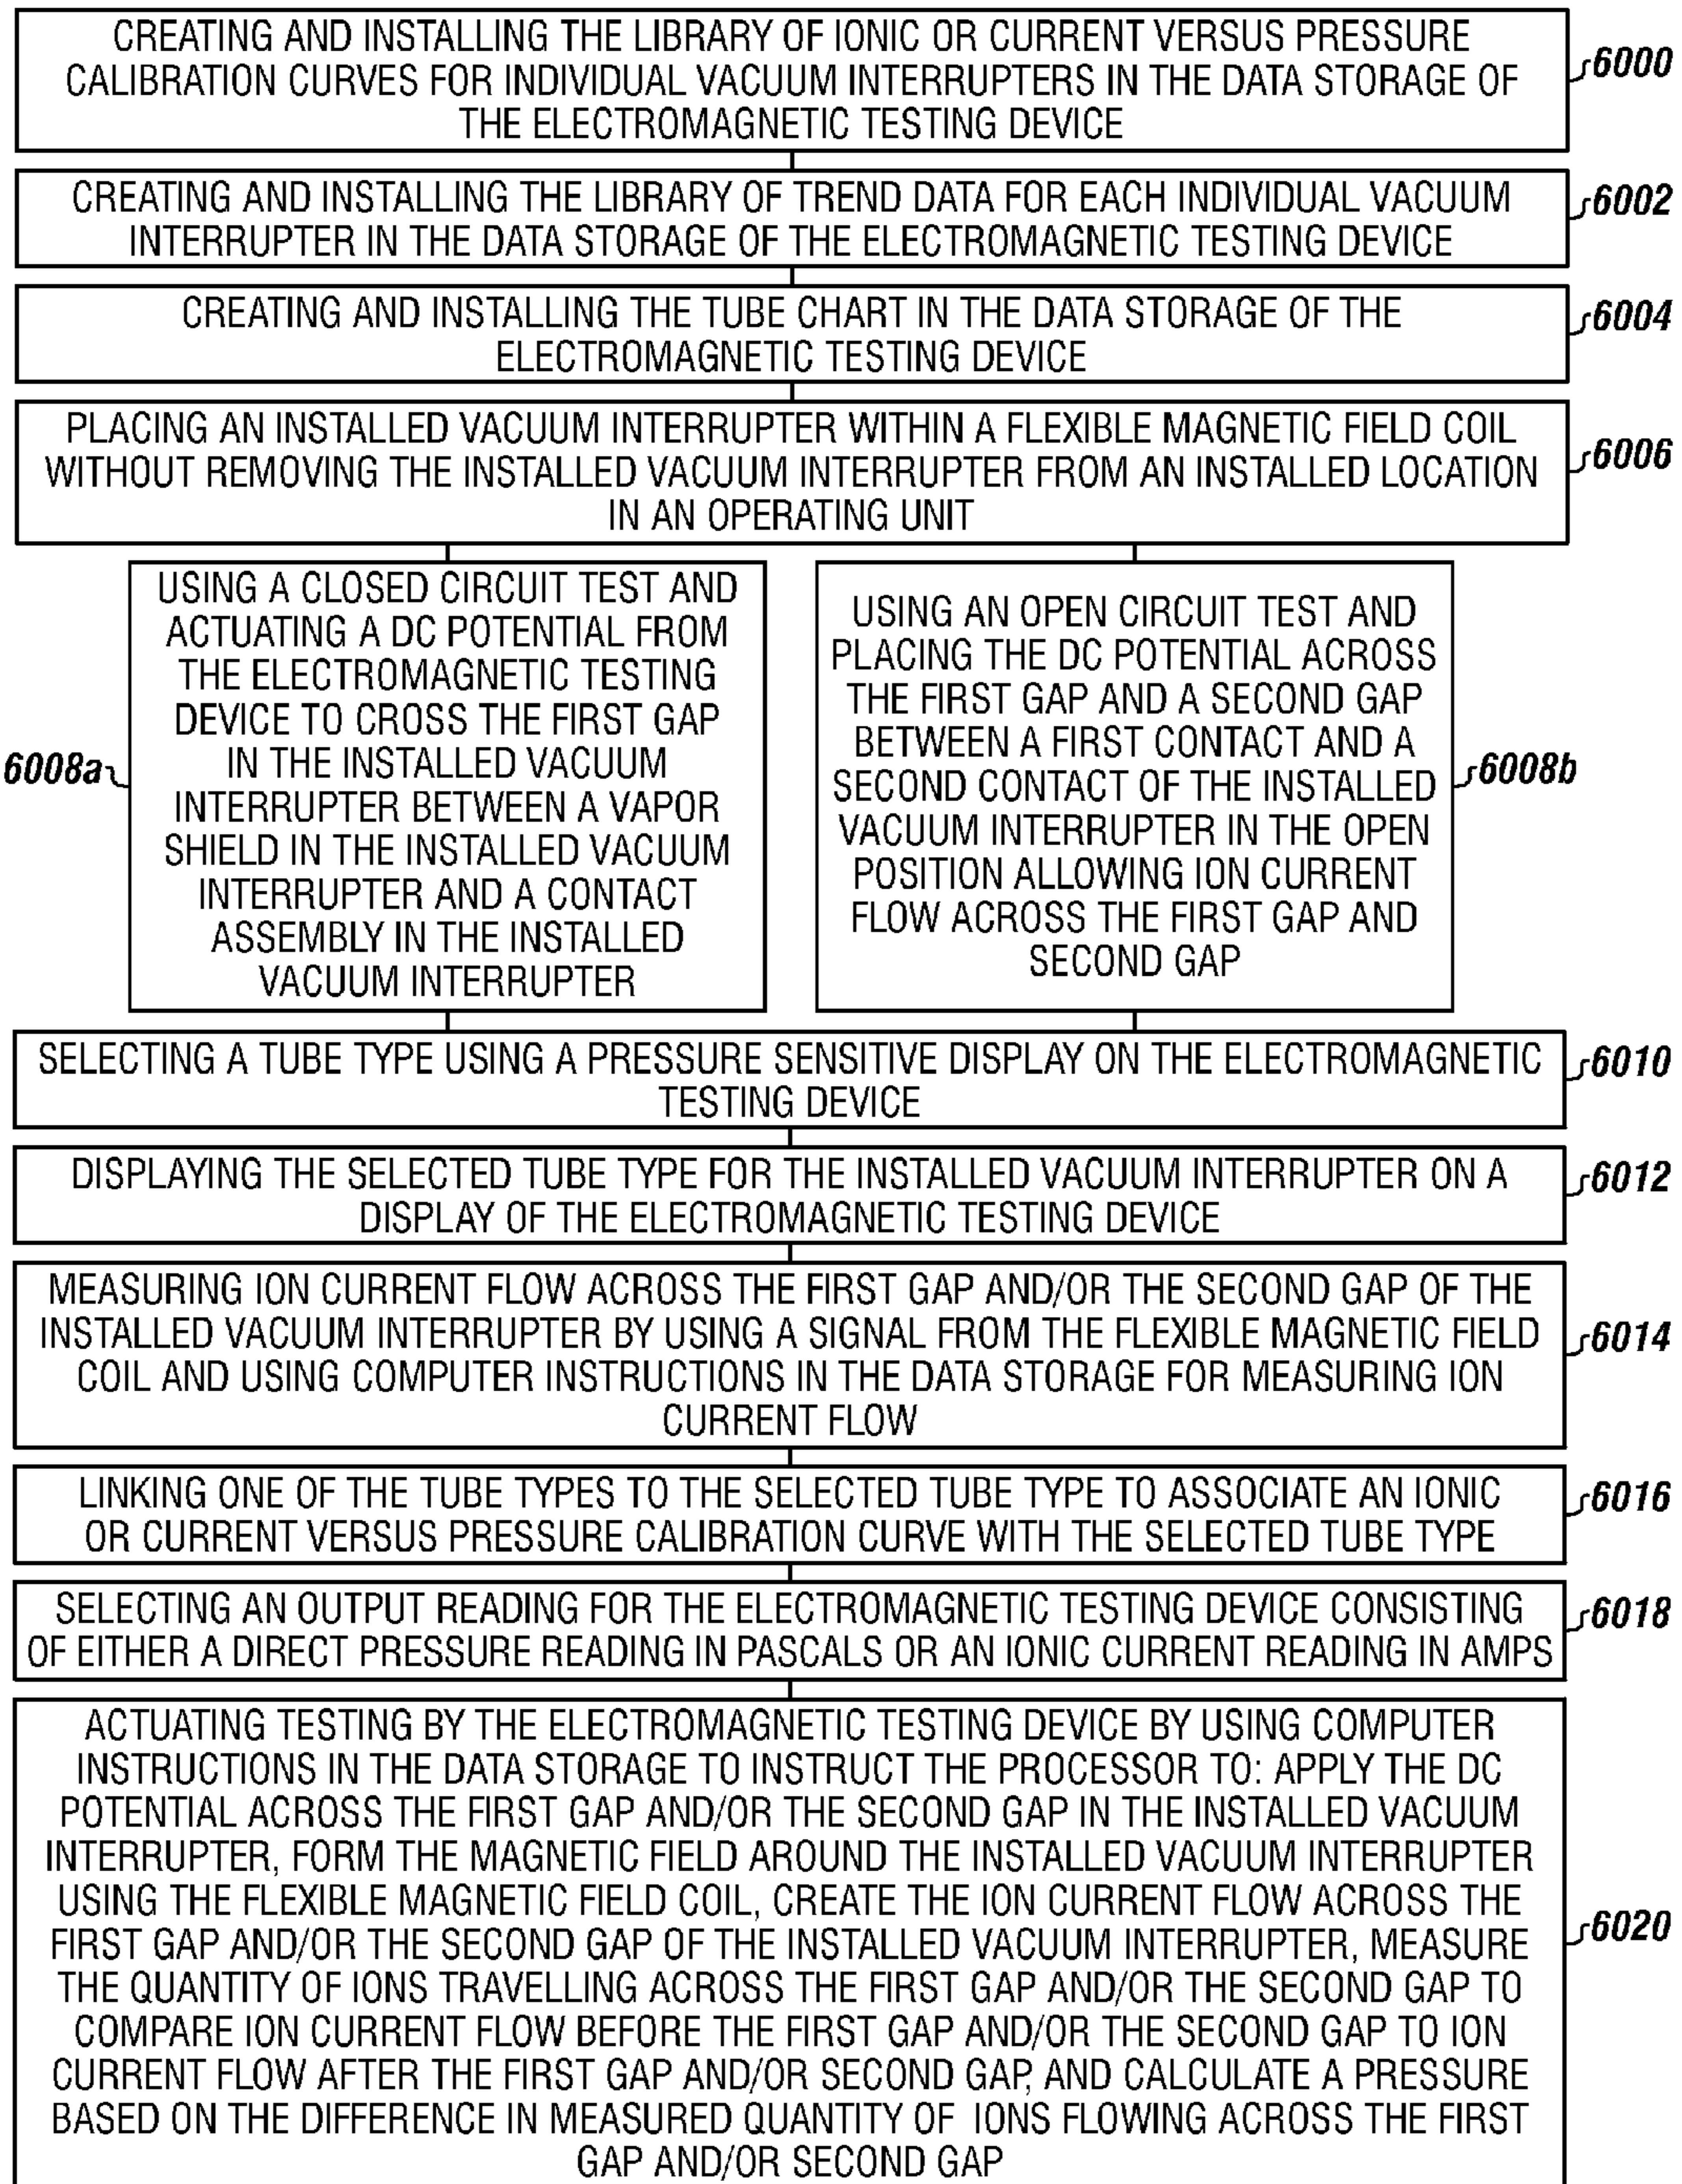 CREATING AND INSTALLING THE LIBRARY OF IONIC OR CURRENT VERSUS PRESSURE
CALIBRATION CURVES FOR INDIVIDUAL VACUUM INTERRUPTERS IN THE DATA STORAGE OF
THE ELECTROMAGNETIC TESTING DEVICE
6000
CREATING AND INSTALLING THE LIBRARY OF TREND DATA FOR EACH INDIVIDUAL VACUUM
INTERRUPTER IN THE DATA STORAGE OF THE ELECTROMAGNETIC TESTING DEVICE
6002
CREATING AND INSTALLING THE TUBE CHART IN THE DATA STORAGE OF THE
ELECTROMAGNETIC TESTING DEVICE
6004
PLACING AN INSTALLED VACUUM INTERRUPTER WITHIN A FLEXIBLE MAGNETIC FIELD COIL
WITHOUT REMOVING THE INSTALLED VACUUM INTERRUPTER FROM AN INSTALLED LOCATION
IN AN OPERATING UNIT
6006
USING A CLOSED CIRCUIT TEST AND
ACTUATING A DC POTENTIAL FROM
THE ELECTROMAGNETIC TESTING
DEVICE TO CROSS THE FIRST GAP
IN THE INSTALLED VACUUM
INTERRUPTER BETWEEN A VAPOR
SHIELD IN THE INSTALLED VACUUM
INTERRUPTER AND A CONTACT
ASSEMBLY IN THE INSTALLED
VACUUM INTERRUPTER
6008a
USING AN OPEN CIRCUIT TEST AND
PLACING THE DC POTENTIAL ACROSS
THE FIRST GAP AND A SECOND GAP
BETWEEN A FIRST CONTACT AND A
SECOND CONTACT OF THE INSTALLED
VACUUM INTERRUPTER IN THE OPEN
POSITION ALLOWING ION CURRENT
FLOW ACROSS THE FIRST GAP AND
SECOND GAP
6008b
SELECTING A TUBE TYPE USING A PRESSURE SENSITIVE DISPLAY ON THE ELECTROMAGNETIC
TESTING DEVICE
6010
DISPLAYING THE SELECTED TUBE TYPE FOR THE INSTALLED VACUUM INTERRUPTER ON A
DISPLAY OF THE ELECTROMAGNETIC TESTING DEVICE
6012
MEASURING ION CURRENT FLOW ACROSS THE FIRST GAP AND/OR THE SECOND GAP OF THE
INSTALLED VACUUM INTERRUPTER BY USING A SIGNAL FROM THE FLEXIBLE MAGNETIC FIELD
COIL AND USING COMPUTER INSTRUCTIONS IN THE DATA STORAGE FOR MEASURING ION
CURRENT FLOW
6014
LINKING ONE OF THE TUBE TYPES TO THE SELECTED TUBE TYPE TO ASSOCIATE AN IONIC
OR CURRENT VERSUS PRESSURE CALIBRATION CURVE WITH THE SELECTED TUBE TYPE
6016
SELECTING AN OUTPUT READING FOR THE ELECTROMAGNETIC TESTING DEVICE CONSISTING
OF EITHER A DIRECT PRESSURE READING IN PASCALS OR AN IONIC CURRENT READING IN AMPS
6018
ACTUATING TESTING BY THE ELECTROMAGNETIC TESTING DEVICE BY USING COMPUTER
INSTRUCTIONS IN THE DATA STORAGE TO INSTRUCT THE PROCESSOR TO: APPLY THE DC
POTENTIAL ACROSS THE FIRST GAP AND/OR THE SECOND GAP IN THE INSTALLED VACUUM
INTERRUPTER, FORM THE MAGNETIC FIELD AROUND THE INSTALLED VACUUM INTERRUPTER
USING THE FLEXIBLE MAGNETIC FIELD COIL, CREATE THE ION CURRENT FLOW ACROSS THE
FIRST GAP AND/OR THE SECOND GAP OF THE INSTALLED VACUUM INTERRUPTER, MEASURE
THE QUANTITY OF IONS TRAVELLING ACROSS THE FIRST GAP AND/OR THE SECOND GAP TO
COMPARE ION CURRENT FLOW BEFORE THE FIRST GAP AND/OR THE SECOND GAP TO ION
CURRENT FLOW AFTER THE FIRST GAP AND/OR SECOND GAP, AND CALCULATE A PRESSURE
BASED ON THE DIFFERENCE IN MEASURED QUANTITY OF IONS FLOWING ACROSS THE FIRST
GAP AND/OR SECOND GAP
6020